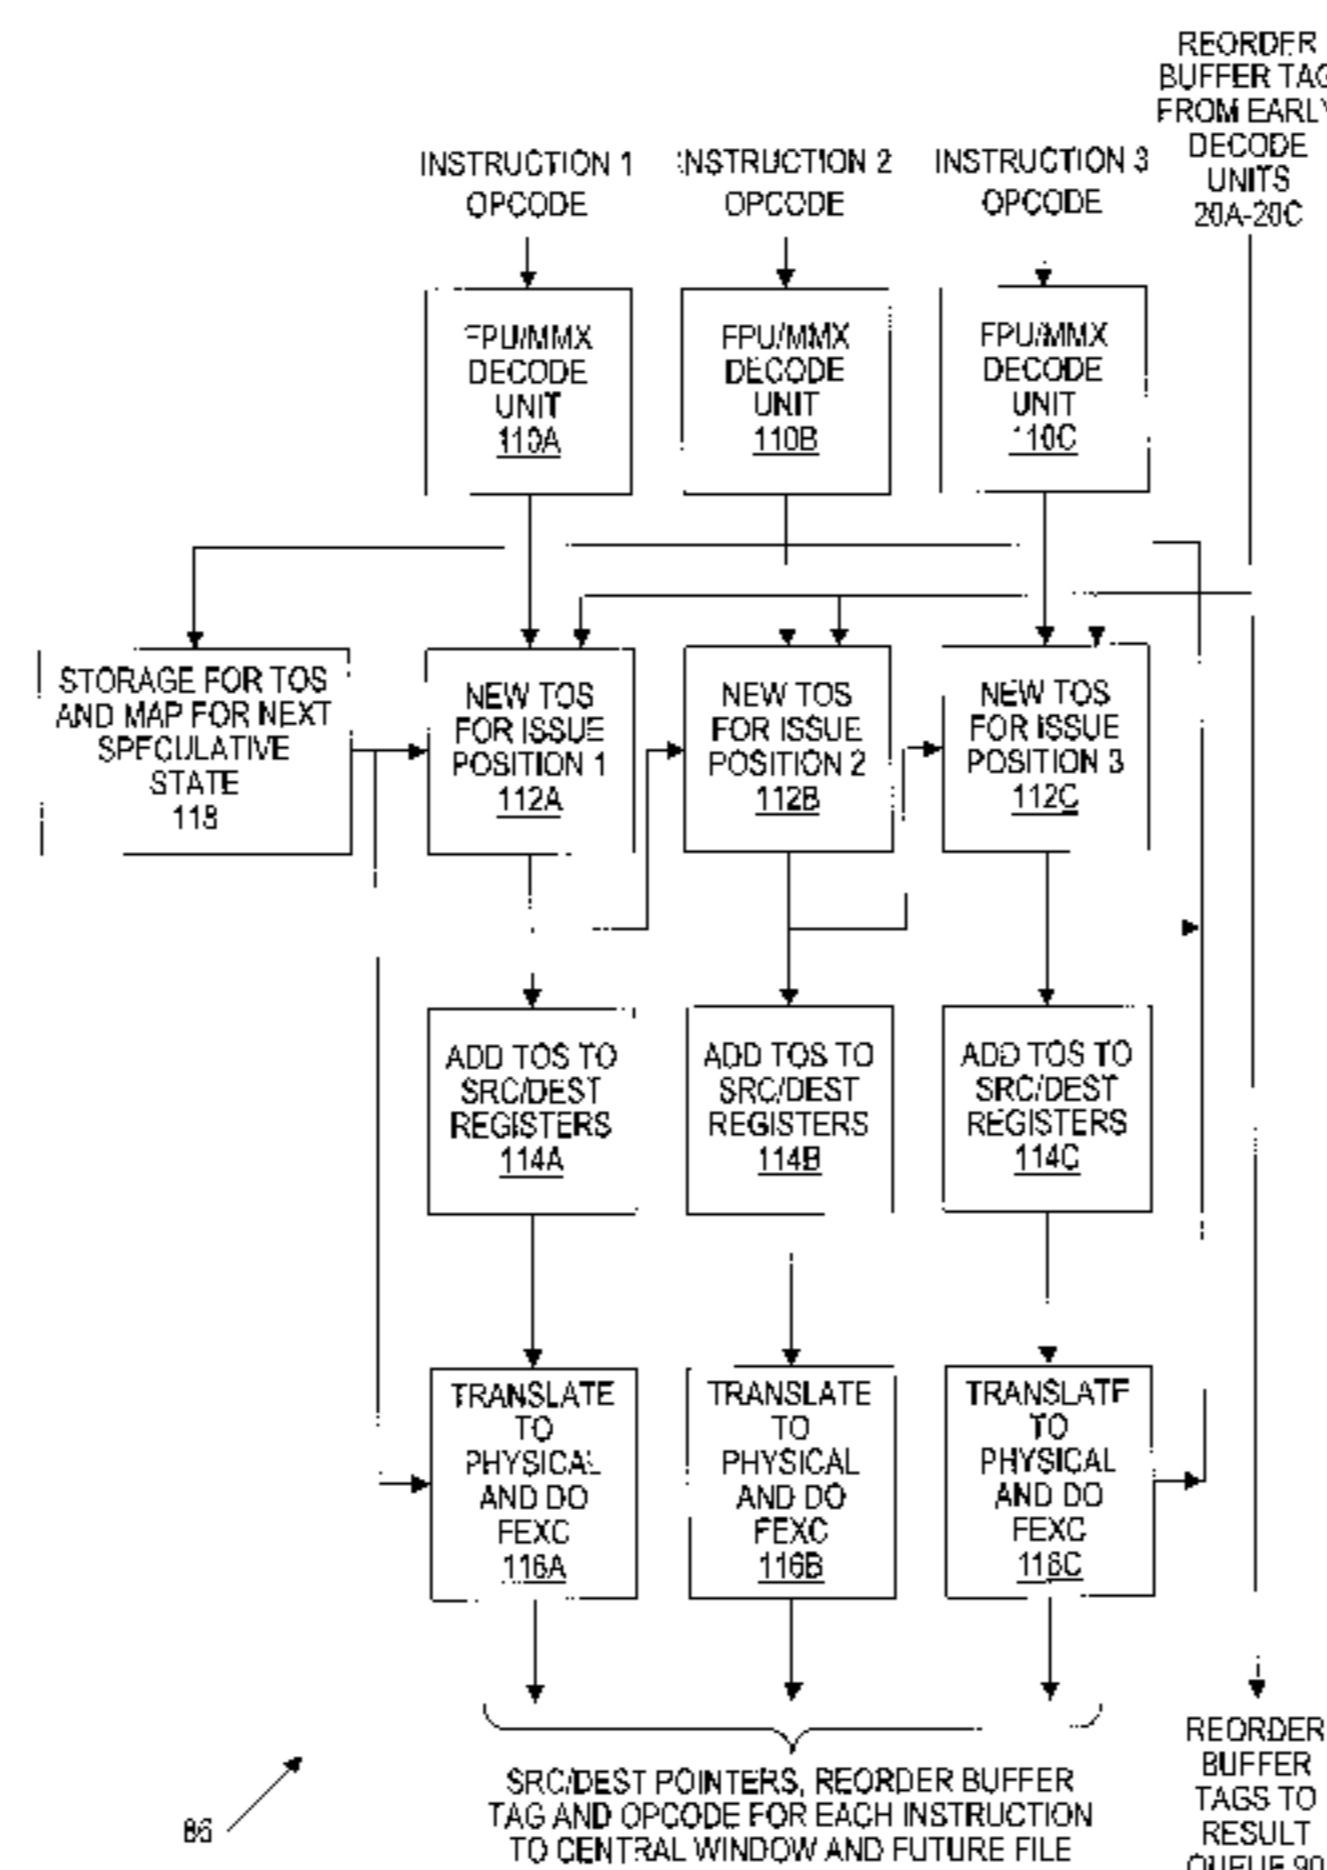 REORDER
BUFFER TAG
FROM EARLY
DECODE
UNITS
20A-20C
INSTRUCTION 1
OPCODE
INSTRUCTION 2
OPCODE
INSTRUCTION 3
OPCODE
FPU/MMX
DECODE
UNIT
110A
FPU/MMX
DECODE
UNIT
110B
FPU/MMX
DECODE
UNIT
110C
STORAGE FOR TOS
AND MAP FOR NEXT
SPECULATIVE
STATE
118
NEW TOS
FOR ISSUE
POSITION 1
112A
NEW TOS
FOR ISSUE
POSITION 2
112B
NEW TOS
FOR ISSUE
POSITION 3
112C
ADD TOS TO
SRC/DEST
REGISTERS
114A
ADD TOS TO
SRC/DEST
REGISTERS
114B
ADD TOS TO
SRC/DEST
REGISTERS
114C
TRANSLATE
TO
PHYSICAL
AND DO
FEXC
116A
TRANSLATE
TO
PHYSICAL
AND DO
FEXC
116B
TRANSLATE
TO
PHYSICAL
AND DO
FEXC
116C
SRC/DEST POINTERS, REORDER BUFFER
TAG AND OPCODE FOR EACH INSTRUCTION
TO CENTRAL WINDOW AND FUTURE FILE
REORDER
BUFFER
TAGS TO
RESULT
QUEUE 90
86